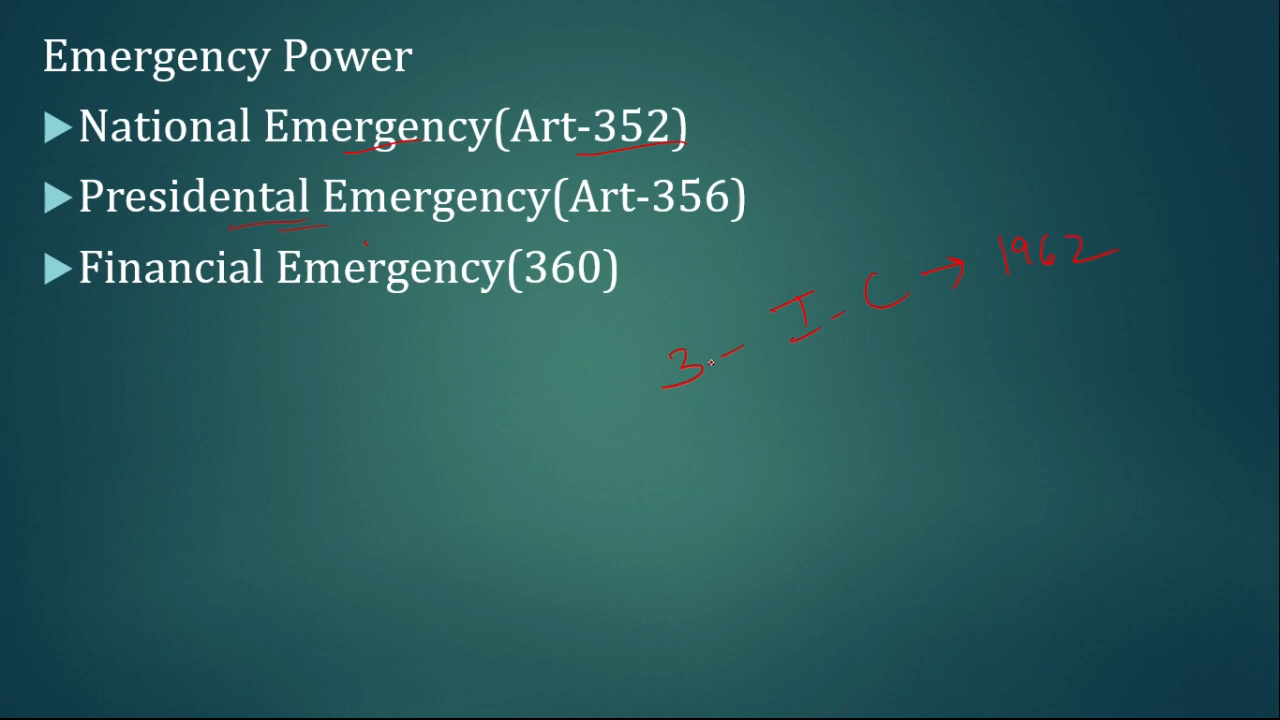 Emergency Power
National Emergency(Art-352)
Presidental Emergency(Art-356)
Financial Emergency(360)
3 - I - C → 1962